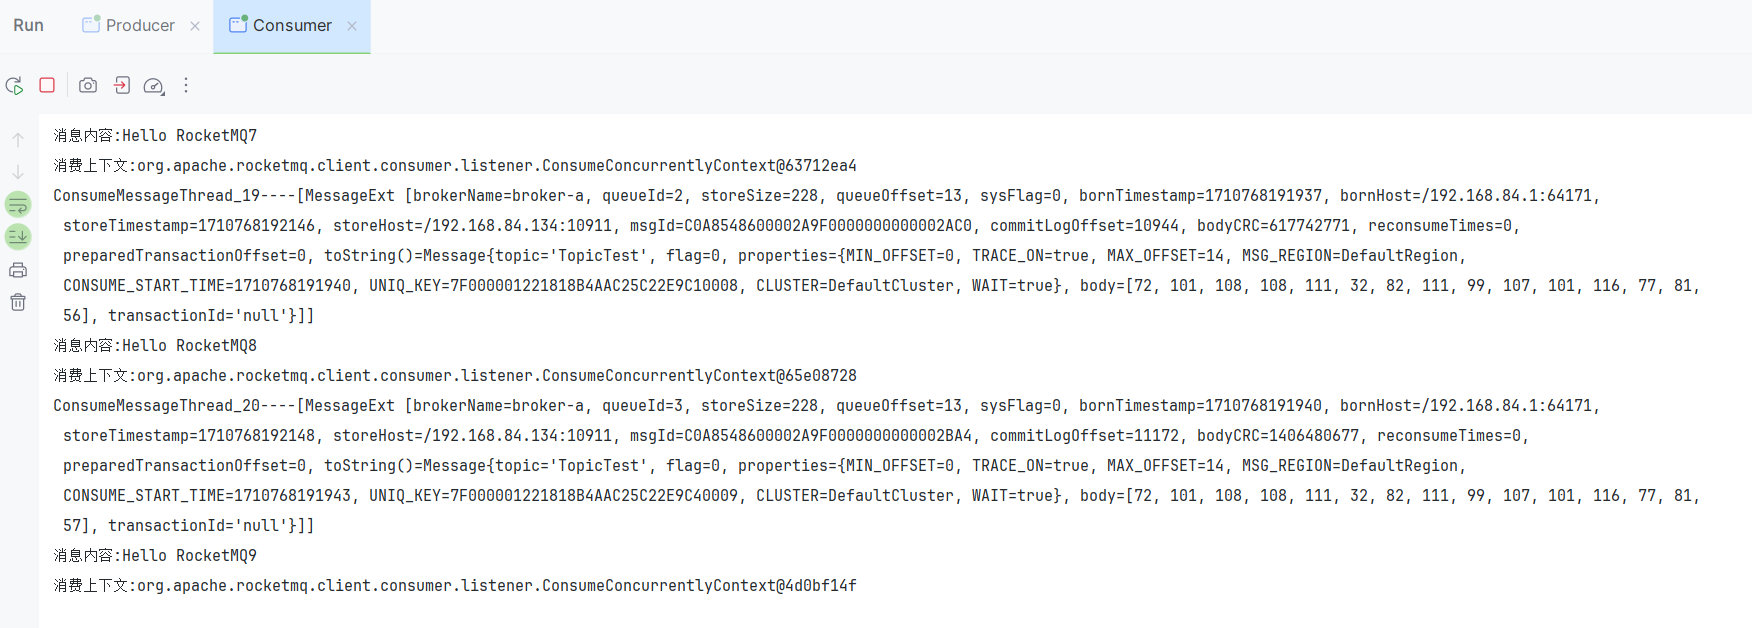 Run Producer Consumer
消息内容:Hello RocketMQ7
消费上下文:org.apache.rocketmq.client.consumer.listener.ConsumeConcurrentlyContext@63712ea4
ConsumeMessageThread_19----[MessageExt [brokerName=broker-a, queueId=2, storeSize=228, queueOffset=13, sysFlag=0, bornTimestamp=1710768191937, bornHost=/192.168.84.1:64171,
storeTimestamp=1710768192146, storeHost=/192.168.84.134:10911, msgId=C0A8548600002A9F0000000000002AC0, commitLogOffset=10944, bodyCRC=617742771, reconsumeTimes=0,
preparedTransactionOffset=0, toString()=Message{topic='TopicTest', flag=0, properties={MIN_OFFSET=0, TRACE_ON=true, MAX_OFFSET=14, MSG_REGION=DefaultRegion,
CONSUME_START_TIME=1710768191940, UNIQ_KEY=7F000001221818B4AAC25C22E9C10008, CLUSTER=DefaultCluster, WAIT=true}, body=[72, 101, 108, 108, 111, 32, 82, 111, 99, 107, 101, 116, 77, 81,
56], transactionId='null'}]]
消息内容:Hello RocketMQ8
消费上下文:org.apache.rocketmq.client.consumer.listener.ConsumeConcurrentlyContext@65e08728
ConsumeMessageThread_20----[MessageExt [brokerName=broker-a, queueId=3, storeSize=228, queueOffset=13, sysFlag=0, bornTimestamp=1710768191940, bornHost=/192.168.84.1:64171,
storeTimestamp=1710768192148, storeHost=/192.168.84.134:10911, msgId=C0A8548600002A9F0000000000002BA4, commitLogOffset=11172, bodyCRC=1406480677, reconsumeTimes=0,
preparedTransactionOffset=0, toString()=Message{topic='TopicTest', flag=0, properties={MIN_OFFSET=0, TRACE_ON=true, MAX_OFFSET=14, MSG_REGION=DefaultRegion,
CONSUME_START_TIME=1710768191943, UNIQ_KEY=7F000001221818B4AAC25C22E9C40009, CLUSTER=DefaultCluster, WAIT=true}, body=[72, 101, 108, 108, 111, 32, 82, 111, 99, 107, 101, 116, 77, 81,
57], transactionId='null'}]]
消息内容:Hello RocketMQ9
消费上下文:org.apache.rocketmq.client.consumer.listener.ConsumeConcurrentlyContext@4d0bf14f